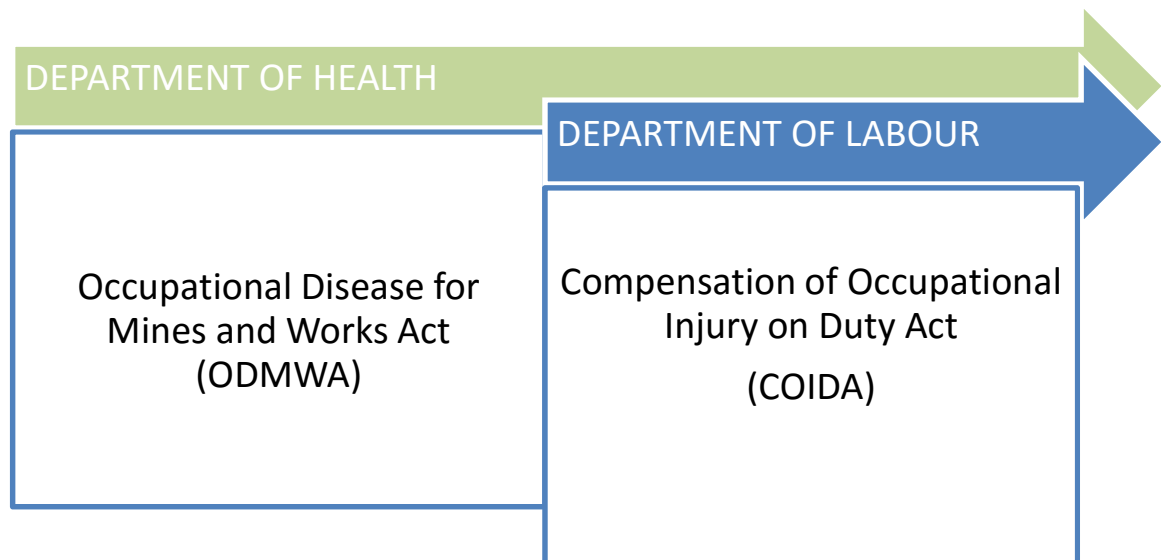 DEPARTMENT OF HEALTH
DEPARTMENT OF LABOUR
Occupational Disease for
Mines and Works Act
(ODMWA)
Compensation of Occupational
Injury on Duty Act
(COIDA)